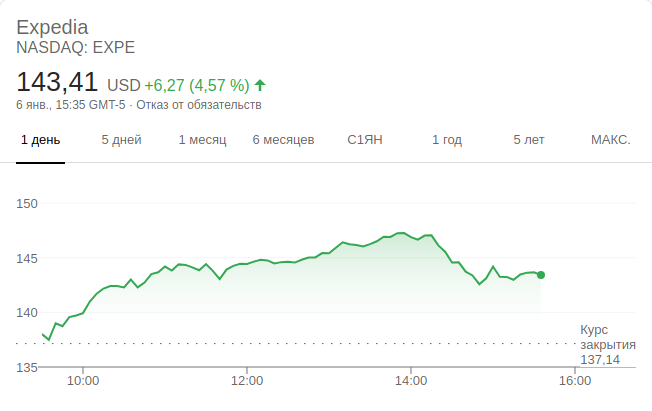 Expedia
NASDAQ: EXPE
143,41 USD +6,27 (4,57 %)
6 янв., 15:35 GMT-5 · Отказ от обязательств
1 день 5 дней 1 месяц 6 месяцев С1ЯН 1 год 5 лет МАКС.
150
145
140
135
Курс
закрытия
137,14
10:00 12:00 14:00 16:00